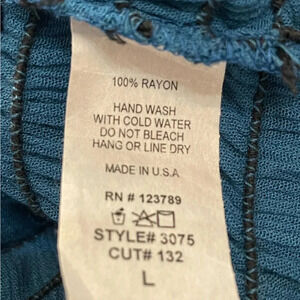 100% RAYON
HAND WASH
WITH COLD WATER
DO NOT BLEACH
HANG OR LINE DRY
MADE IN U.S.A
RN # 123789
STYLE# 3075
CUT# 132
L